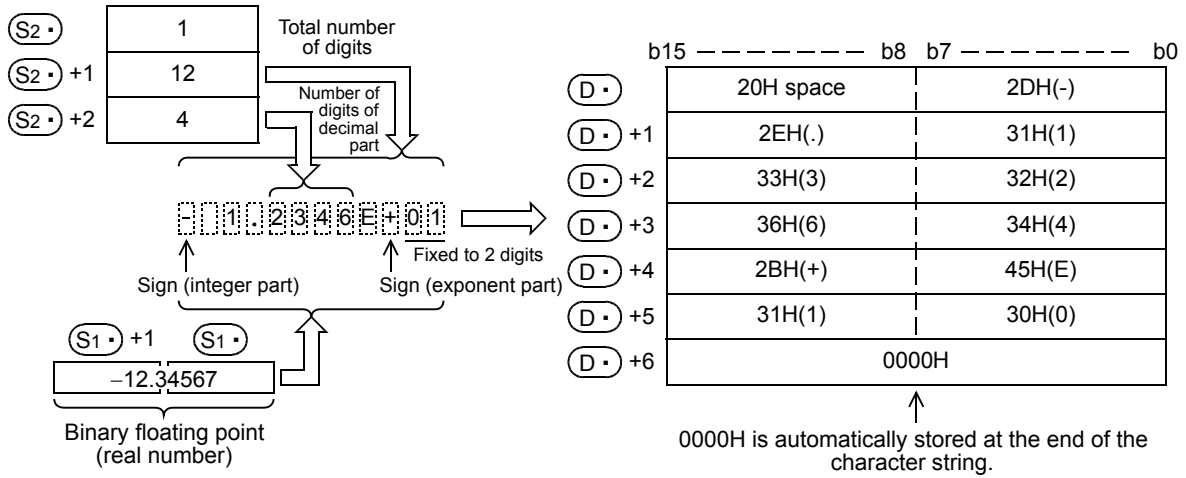 S2・ 1
S2・ +1 12
S2・ +2 4
Total number
of digits
Number of
digits of
decimal
part
- 1 . 2 3 4 6 E + 0 1
Fixed to 2 digits
Sign (integer part)
Sign (exponent part)
S1・ +1 S1・
−12.34567
Binary floating point
(real number)
b15 b8 b7 b0
D・ 20H space 2DH(-)
D・ +1 2EH(.) 31H(1)
D・ +2 33H(3) 32H(2)
D・ +3 36H(6) 34H(4)
D・ +4 2BH(+) 45H(E)
D・ +5 31H(1) 30H(0)
D・ +6 0000H
0000H is automatically stored at the end of the
character string.